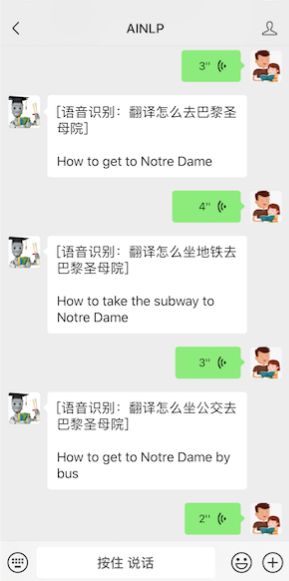 AINLP
3"
[语音识别：翻译怎么去巴黎圣
母院]
How to get to Notre Dame
4"
[语音识别：翻译怎么坐地铁去
巴黎圣母院]
How to take the subway to
Notre Dame
3"
[语音识别：翻译怎么坐公交去
巴黎圣母院]
How to get to Notre Dame by
bus
2"
按住 说话